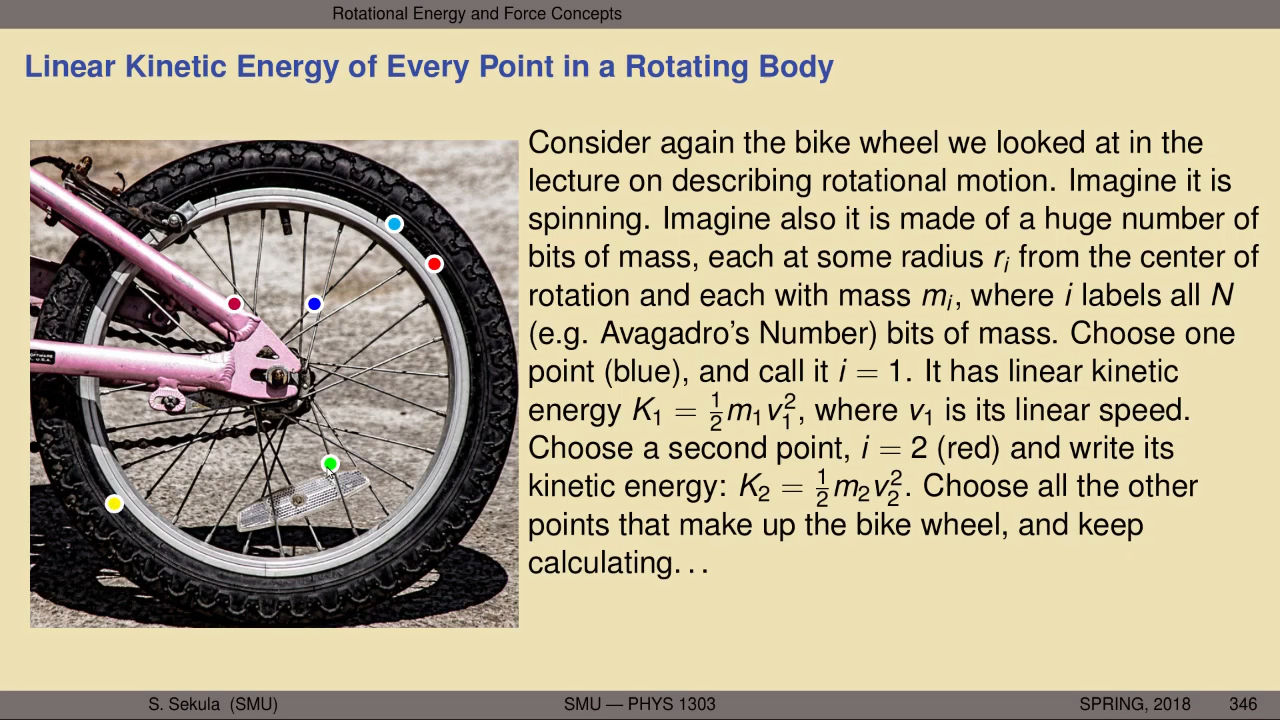 Rotational Energy and Force Concepts
Linear Kinetic Energy of Every Point in a Rotating Body
Consider again the bike wheel we looked at in the
lecture on describing rotational motion. Imagine it is
spinning. Imagine also it is made of a huge number of
bits of mass, each at some radius rᵢ from the center of
rotation and each with mass mᵢ, where i labels all N
(e.g. Avagadro's Number) bits of mass. Choose one
point (blue), and call it i = 1. It has linear kinetic
energy K₁ = ½m₁v₁², where v₁ is its linear speed.
Choose a second point, i = 2 (red) and write its
kinetic energy: K₂ = ½m₂v₂². Choose all the other
points that make up the bike wheel, and keep
calculating. . .
S. Sekula (SMU)
SMU — PHYS 1303
SPRING, 2018
346